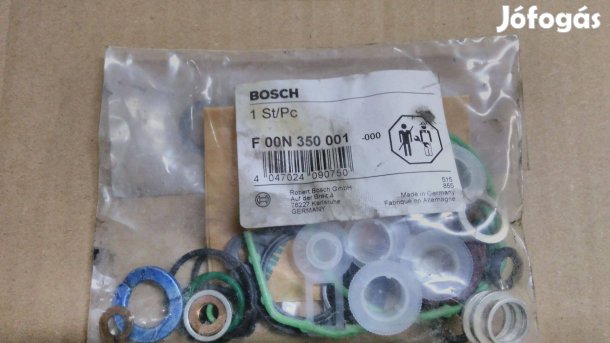 Jófogás
BOSCH
1 St/Pc
F 00N 350 001 -000
4 047024 090750
Robert Bosch GmbH
Auf der Breit 4
76227 Karlsruhe
GERMANY
515
855
Made in Germany
Fabriqué en Allemagne